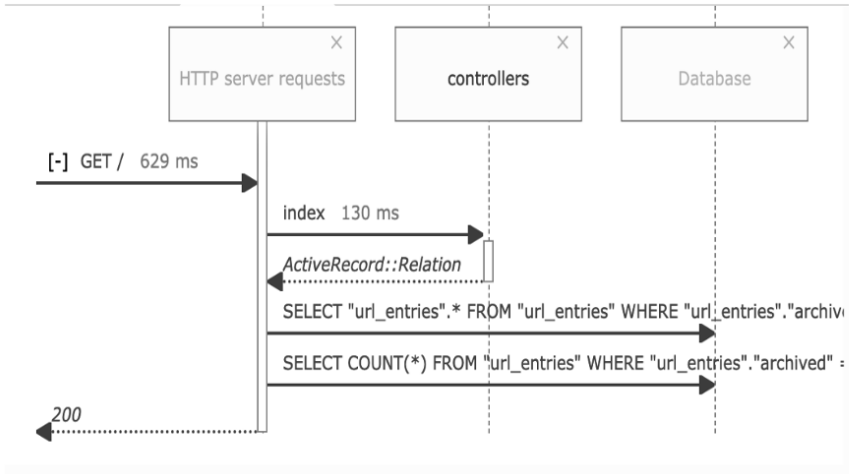 HTTP server requests
controllers
Database
[-] GET / 629 ms
index 130 ms
ActiveRecord::Relation
SELECT "url_entries".* FROM "url_entries" WHERE "url_entries"."archiv
SELECT COUNT(*) FROM "url_entries" WHERE "url_entries"."archived" =
200